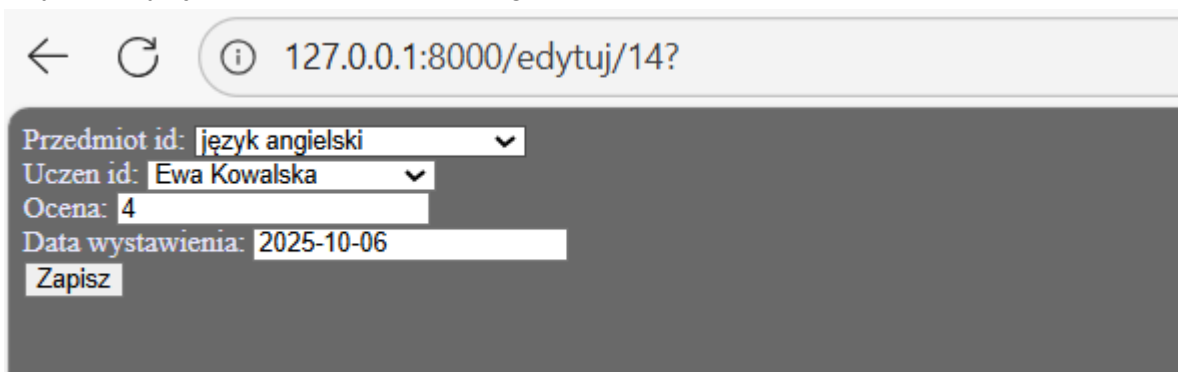 127.0.0.1:8000/edytuj/14?
Przedmiot id: język angielski
Uczen id: Ewa Kowalska
Ocena: 4
Data wystawienia: 2025-10-06
Zapisz